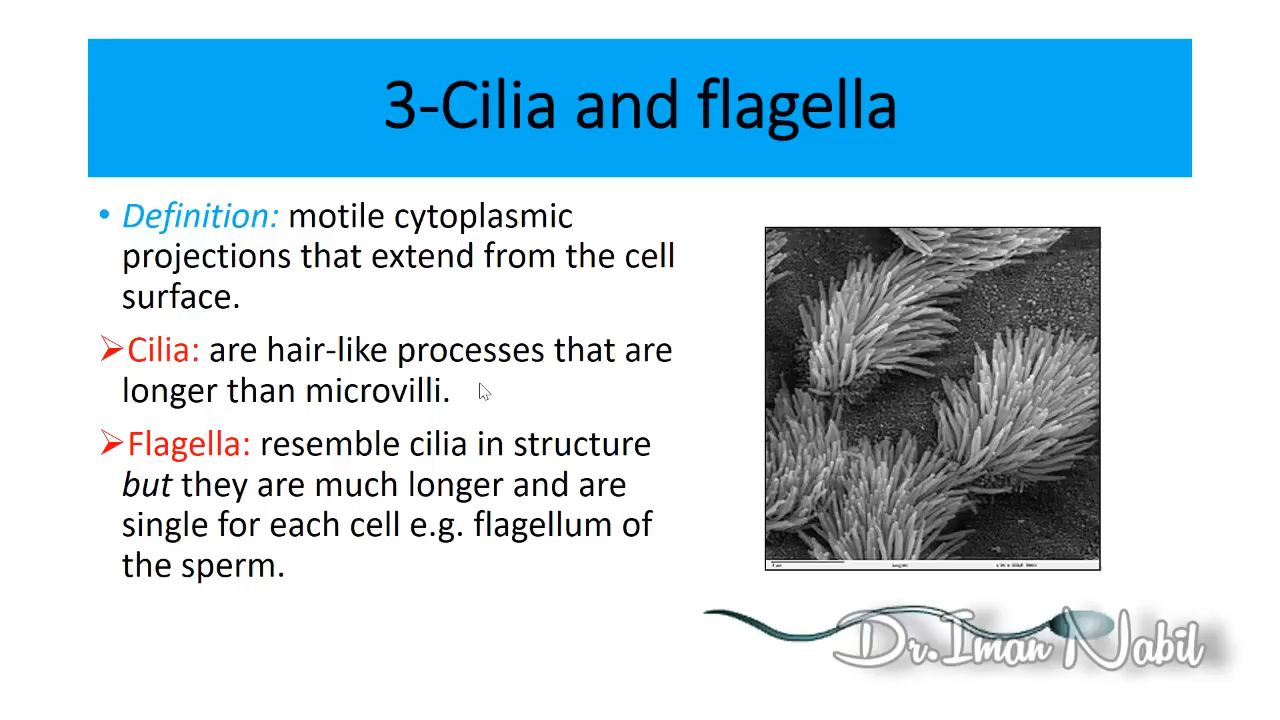 3-Cilia and flagella
• Definition: motile cytoplasmic
projections that extend from the cell
surface.
➢Cilia: are hair-like processes that are
longer than microvilli.
➢Flagella: resemble cilia in structure
but they are much longer and are
single for each cell e.g. flagellum of
the sperm.
Dr.Iman Nabil